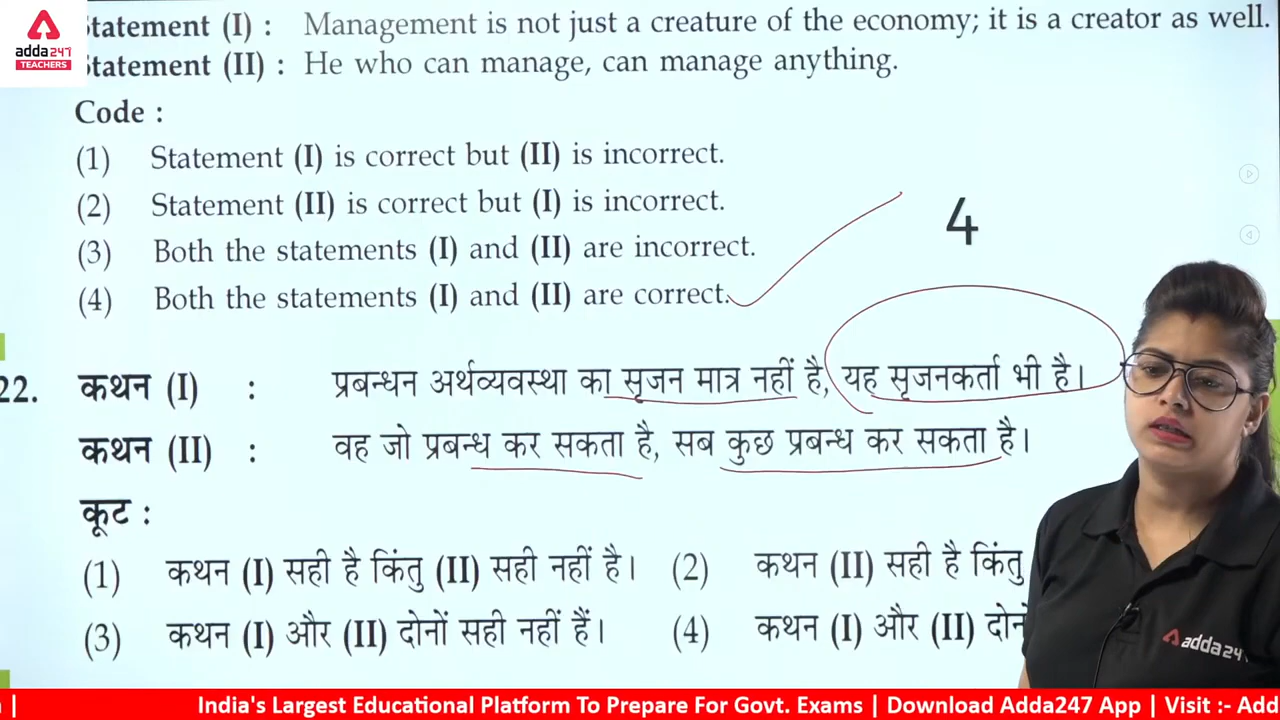 Statement (I) : Management is not just a creature of the economy; it is a creator as well.
adda247
TEACHERS
Statement (II) : He who can manage, can manage anything.
Code :
(1) Statement (I) is correct but (II) is incorrect.
(2) Statement (II) is correct but (I) is incorrect.
4
(3) Both the statements (I) and (II) are incorrect.
(4) Both the statements (I) and (II) are correct.
22. कथन (I) : प्रबन्धन अर्थव्यवस्था का सृजन मात्र नहीं है, यह सृजनकर्ता भी है।
कथन (II) : वह जो प्रबन्ध कर सकता है, सब कुछ प्रबन्ध कर सकता है।
कूट :
(1) कथन (I) सही है किंतु (II) सही नहीं है। (2) कथन (II) सही है किंतु
(3) कथन (I) और (II) दोनों सही नहीं हैं। (4) कथन (I) और (II)
adda24
India's Largest Educational Platform To Prepare For Govt. Exams | Download Adda247 App | Visit :- Add